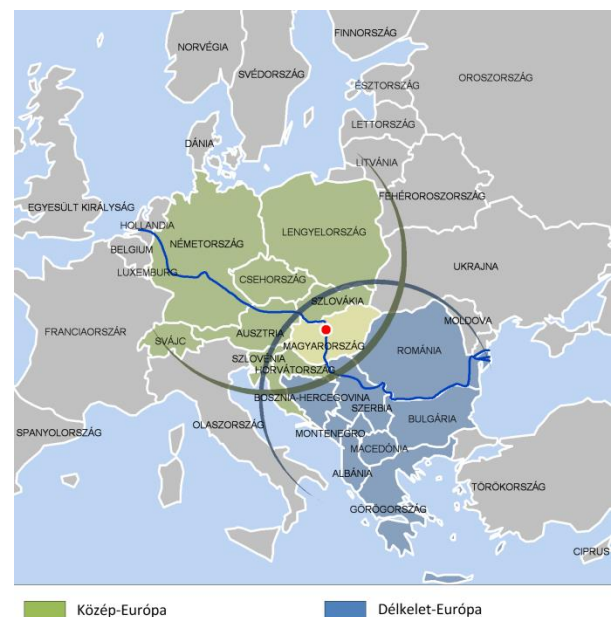 NORVÉGIA
FINNORSZÁG
SVÉDORSZÁG
OROSZORSZÁG
ÉSZTORSZÁG
LETTORSZÁG
DÁNIA
LITVÁNIA
FEHÉROROSZORSZÁG
EGYESÜLT KIRÁLYSÁG
HOLLANDIA
LENGYELORSZÁG
NÉMETORSZÁG
BELGIUM
UKRAJNA
LUXEMBURG
CSEHORSZÁG
SZLOVÁKIA
MOLDOVA
FRANCIAORSZÁR
AUSZTRIA
SVÁJC
MAGYARORSZÁG
ROMÁNIA
SZLOVÉNIA
HORVÁTORSZÁG
BOSZNIA-HERCEGOVINA
SZERBIA
BULGÁRIA
OLASZORSZÁG
SPANYOLORSZÁG
MONTENEGRO
MACEDÓNIA
ALBÁNIA
TÖRÖKORSZÁG
GÖRÖGORSZÁG
CIPRUS
Közép-Európa
Délkelet-Európa